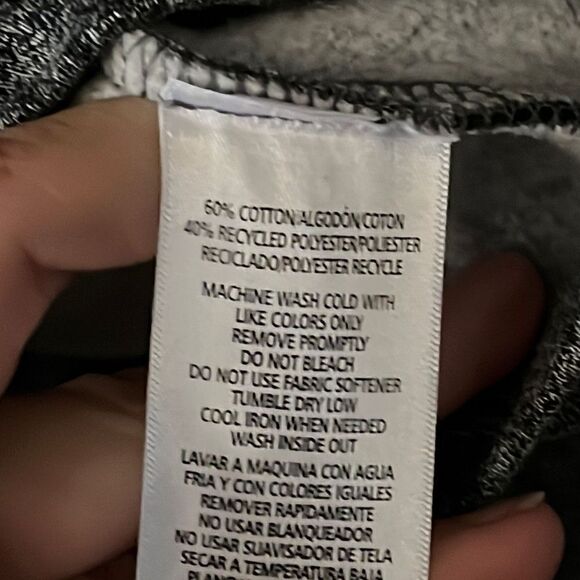 60% COTTON/ALGODÓN/COTON
40% RECYCLED POLYESTER/POLIESTER
RECICLADO/POLYESTER RECYCLE
MACHINE WASH COLD WITH
LIKE COLORS ONLY
REMOVE PROMPTLY
DO NOT BLEACH
DO NOT USE FABRIC SOFTENER
TUMBLE DRY LOW
COOL IRON WHEN NEEDED
WASH INSIDE OUT
LAVAR A MAQUINA CON AGUA
FRIA Y CON COLORES IGUALES
REMOVER RAPIDAMENTE
NO USAR BLANQUEADOR
NO USAR SUAVISADOR DE TELA
SECAR A TEMPERATURA BAJA